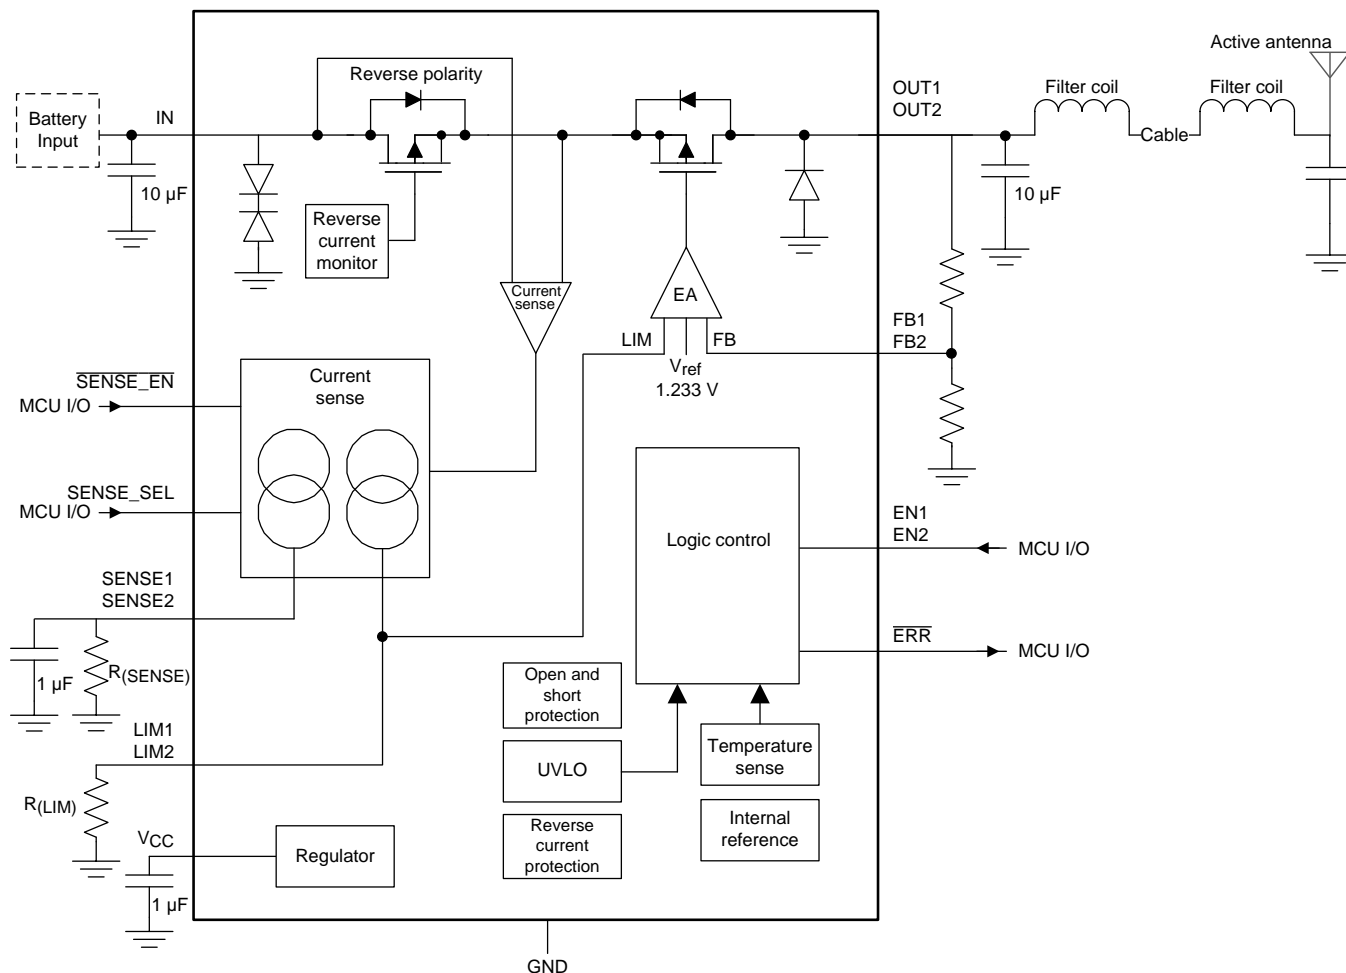 Active antenna
Reverse polarity
OUT1
OUT2
Filter coil
Filter coil
Battery
Input
IN
Cable
10 µF
10 µF
Reverse
current
monitor
Current
sense
EA
LIM
FB
FB1
FB2
Vref
1.233 V
SENSE_EN
MCU I/O
Current
sense
SENSE_SEL
MCU I/O
EN1
EN2
MCU I/O
Logic control
SENSE1
SENSE2
ERR
MCU I/O
1 µF
R(SENSE)
Open and
short
protection
LIM1
LIM2
UVLO
Temperature
sense
R(LIM)
VCC
Regulator
Reverse
current
protection
Internal
reference
1 µF
GND